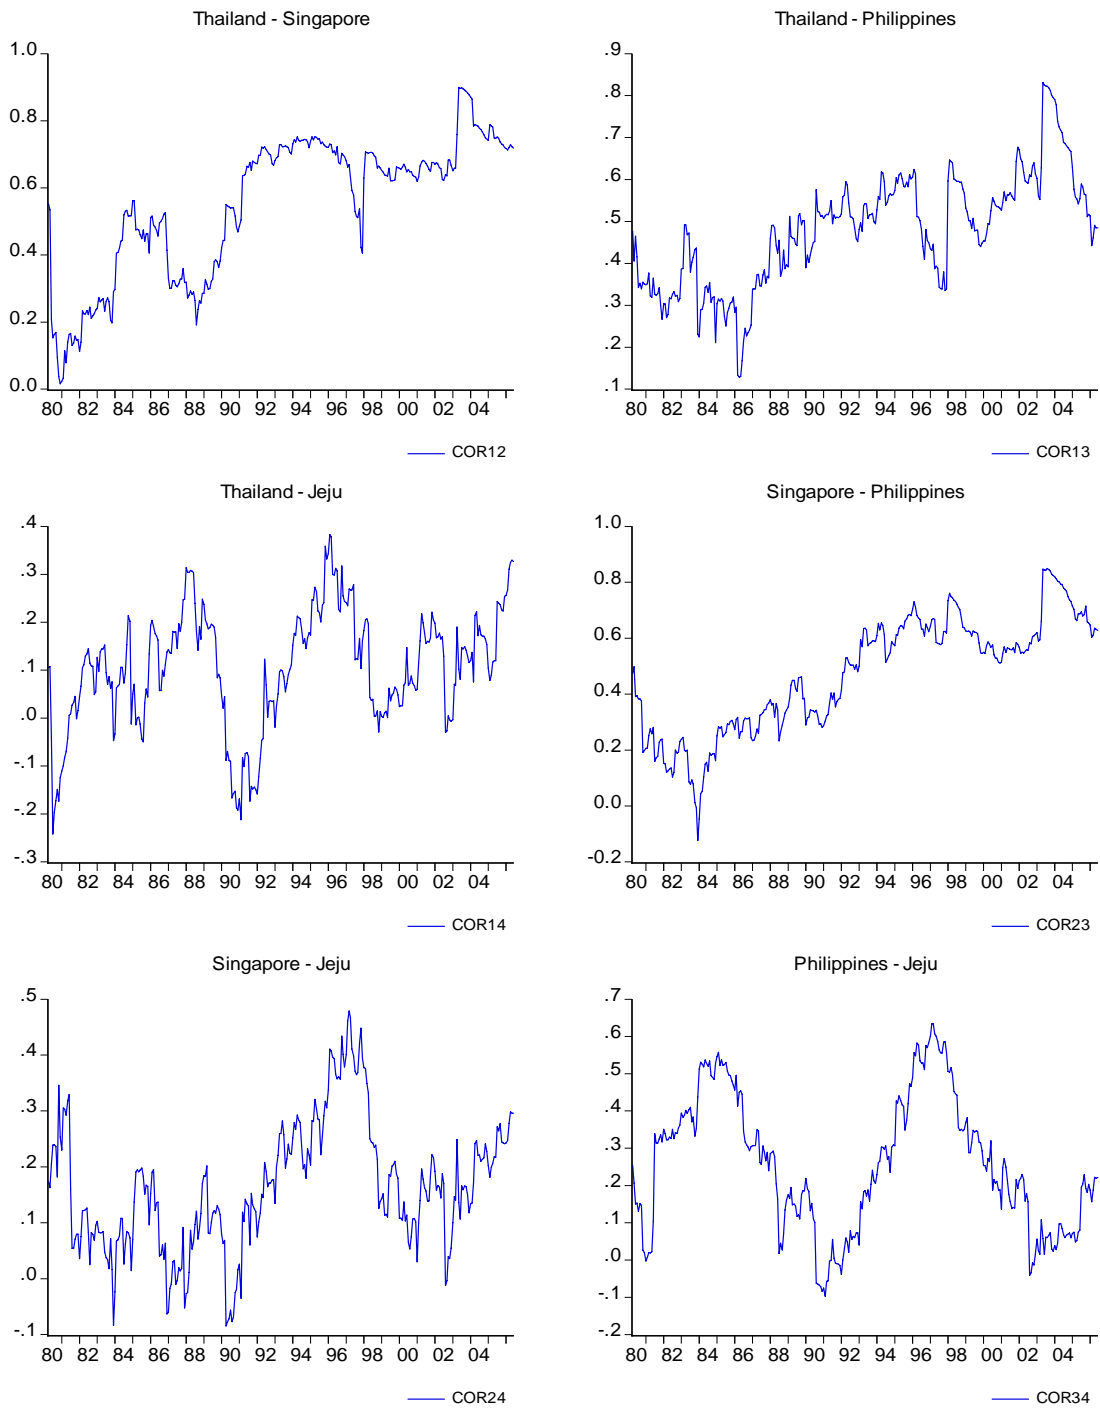 Thailand - Singapore
1.0
0.8
0.6
0.4
0.2
0.0
80 82 84 86 88 90 92 94 96 98 00 02 04
COR12
Thailand - Philippines
.9
.8
.7
.6
.5
.4
.3
.2
.1
80 82 84 86 88 90 92 94 96 98 00 02 04
COR13
Thailand - Jeju
.4
.3
.2
.1
.0
-.1
-.2
-.3
80 82 84 86 88 90 92 94 96 98 00 02 04
COR14
Singapore - Philippines
1.0
0.8
0.6
0.4
0.2
0.0
-0.2
80 82 84 86 88 90 92 94 96 98 00 02 04
COR23
Singapore - Jeju
.5
.4
.3
.2
.1
.0
-.1
80 82 84 86 88 90 92 94 96 98 00 02 04
COR24
Philippines - Jeju
.7
.6
.5
.4
.3
.2
.1
.0
-.1
-.2
80 82 84 86 88 90 92 94 96 98 00 02 04
COR34